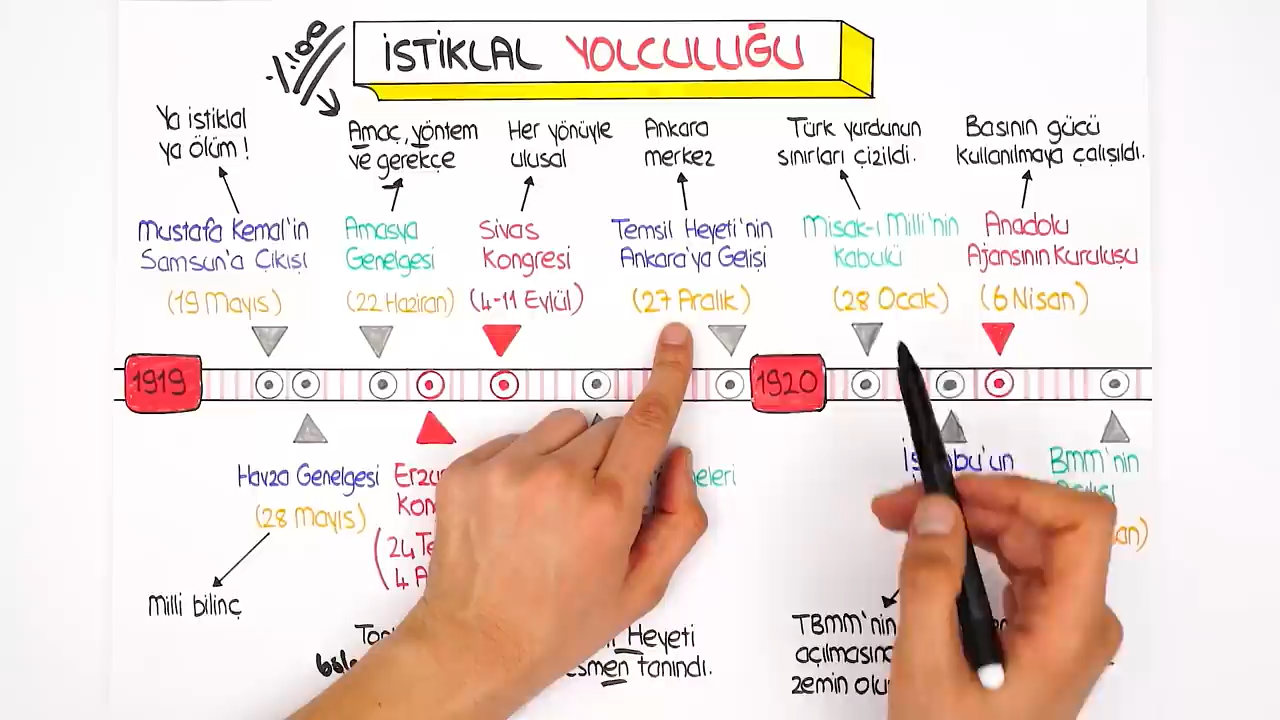 %100
İSTİKLAL YOLCULUĞU
Ya istiklal
ya ölüm!
Amaç, yöntem
ve gerekçe
Her yönüyle
ulusal
Ankara
merkez
Türk yurdunun
sınırları çizildi.
Basının gücü
kullanılmaya çalışıldı.
Mustafa Kemal'in
Samsun'a Çıkışı
(19 Mayıs)
Amasya
Genelgesi
(22 Haziran)
Sivas
Kongresi
(4-11 Eylül)
Temsil Heyeti'nin
Ankara'ya Gelişi
(27 Aralık)
Misak-ı Milli'nin
Kabulü
(28 Ocak)
Anadolu
Ajansının Kuruluşu
(6 Nisan)
1919
1920
Havza Genelgesi
(28 Mayıs)
Milli bilinç
Heyeti
tanındı.
BMM'nin
TBMM'nin
zemin